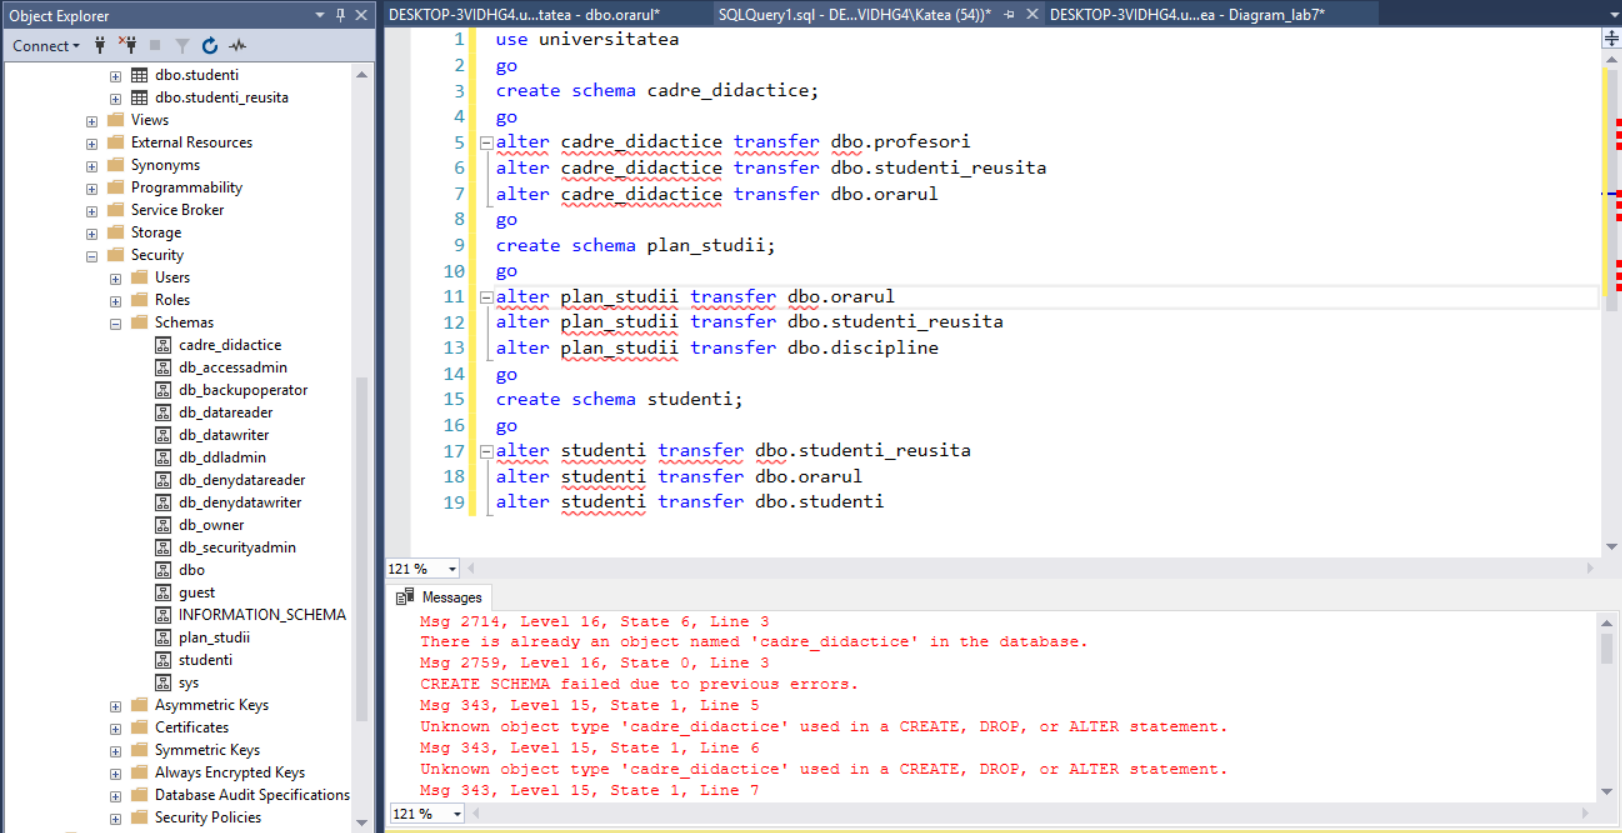 Object Explorer
Connect
dbo.studenti
dbo.studenti_reusita
Views
External Resources
Synonyms
Programmability
Service Broker
Storage
Security
Users
Roles
Schemas
cadre_didactice
db_accessadmin
db_backupoperator
db_datareader
db_datawriter
db_ddladmin
db_denydatareader
db_denydatawriter
db_owner
db_securityadmin
dbo
guest
INFORMATION_SCHEMA
plan_studii
studenti
sys
Asymmetric Keys
Certificates
Symmetric Keys
Always Encrypted Keys
Database Audit Specifications
Security Policies
DESKTOP-3VIDHG4.u...tatea - dbo.orarul*
SQLQuery1.sql - DE...VIDHG4\Katea (54))*
DESKTOP-3VIDHG4.u...ea - Diagram_lab7*
1 use universitatea
2 go
3 create schema cadre_didactice;
4 go
5 alter cadre_didactice transfer dbo.profesori
6 alter cadre_didactice transfer dbo.studenti_reusita
7 alter cadre_didactice transfer dbo.orarul
8 go
9 create schema plan_studii;
10 go
11 alter plan_studii transfer dbo.orarul
12 alter plan_studii transfer dbo.studenti_reusita
13 alter plan_studii transfer dbo.discipline
14 go
15 create schema studenti;
16 go
17 alter studenti transfer dbo.studenti_reusita
18 alter studenti transfer dbo.orarul
19 alter studenti transfer dbo.studenti
121 %
Messages
Msg 2714, Level 16, State 6, Line 3
There is already an object named 'cadre_didactice' in the database.
Msg 2759, Level 16, State 0, Line 3
CREATE SCHEMA failed due to previous errors.
Msg 343, Level 15, State 1, Line 5
Unknown object type 'cadre_didactice' used in a CREATE, DROP, or ALTER statement.
Msg 343, Level 15, State 1, Line 6
Unknown object type 'cadre_didactice' used in a CREATE, DROP, or ALTER statement.
Msg 343, Level 15, State 1, Line 7
121 %